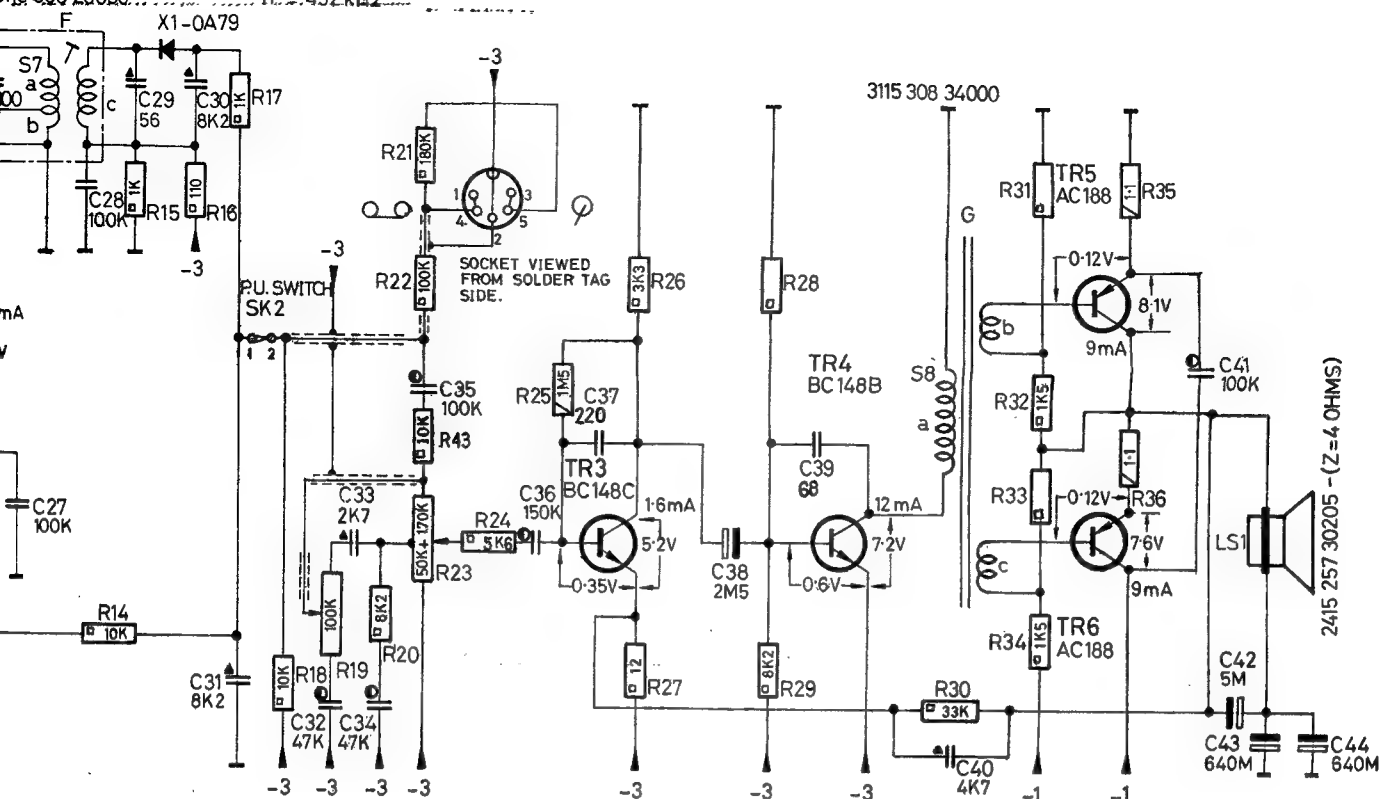 F
X1-0A79
S7
a
b
c
C29
56
C30
8K2
1K
R17
C28
100K
1K
R15
110
R16
-3
-3
R21
180K
1
3
4
5
2
SOCKET VIEWED
FROM SOLDER TAG
SIDE.
R22
100K
-3
P.U. SWITCH
SK2
1 2
mA
V
C35
100K
10K
R43
R26
3K3
R25
1M5
C37
220
TR3
BC148C
C36
150K
1.6mA
5·2V
0·35V
R24
5K6
C33
2K7
50K+170K
R23
100K
R19
8K2
R20
R18
10K
C32
47K
C34
47K
C27
100K
R14
10K
C31
8K2
-3 -3 -3 -3
R27
12
-3
R28
TR4
BC148B
C39
68
C38
2M5
12mA
7·2V
0·6V
8K2
R29
-3
-3
3115 308 34000
S8
a
G
b
c
R31
TR5
AC188
1·1
R35
0·12V
8·1V
9mA
C41
100K
R32
1K5
R33
1·1
R36
0·12V
7·6V
9mA
R34
1K5
TR6
AC188
R30
33K
C40
4K7
-1
-1
C42
5M
C43
640M
C44
640M
LS1
2415 257 30205 -(Z=4 OHMS)